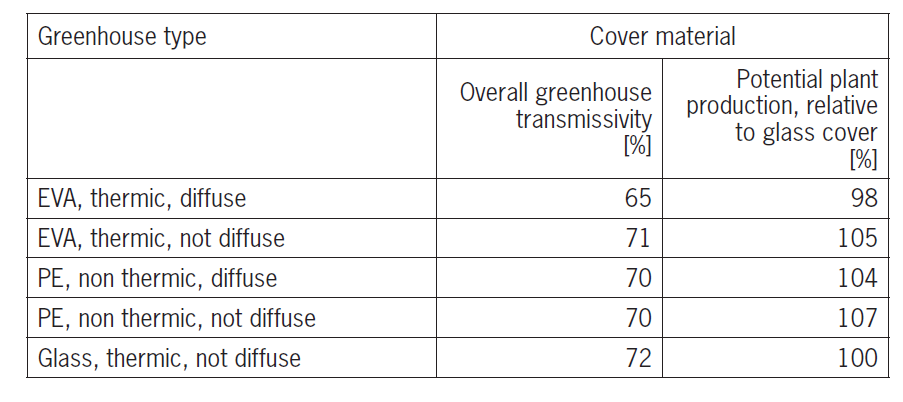 Greenhouse type
Cover material
Overall greenhouse
transmissivity
[%]
Potential plant
production, relative
to glass cover
[%]
EVA, thermic, diffuse 65 98
EVA, thermic, not diffuse 71 105
PE, non thermic, diffuse 70 104
PE, non thermic, not diffuse 70 107
Glass, thermic, not diffuse 72 100